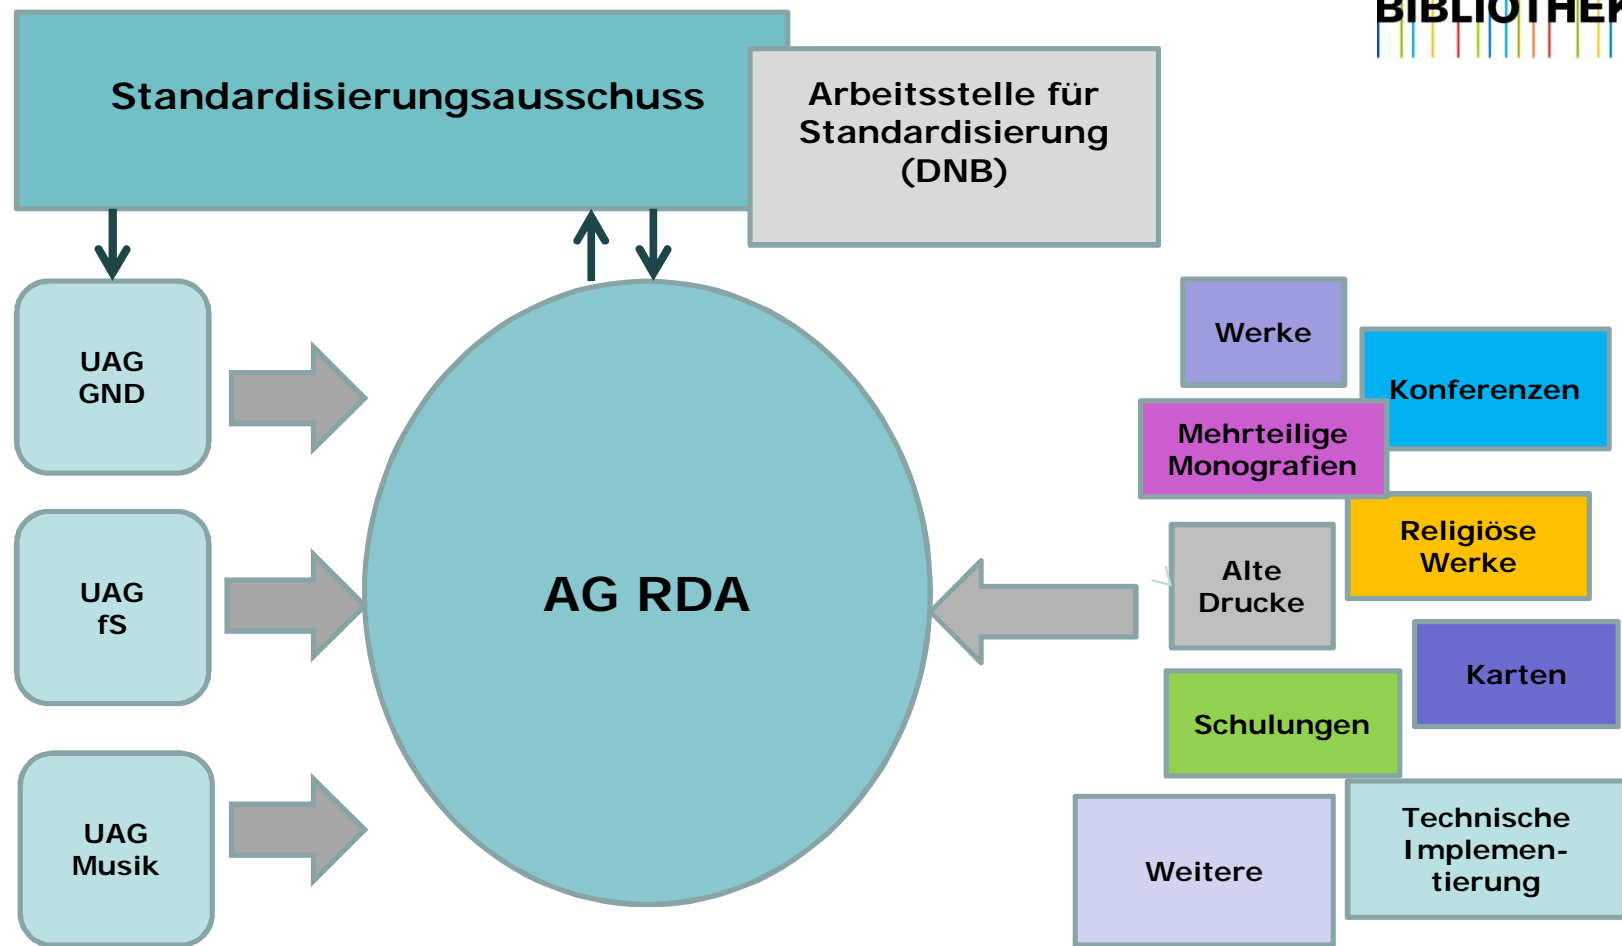 BIBLIOTHEK
Standardisierungsausschuss
Arbeitsstelle für
Standardisierung
(DNB)
UAG
GND
UAG
fS
UAG
Musik
AG RDA
Werke
Konferenzen
Mehrteilige
Monografien
Religiöse
Werke
Alte
Drucke
Karten
Schulungen
Weitere
Technische
Implemen-
tierung